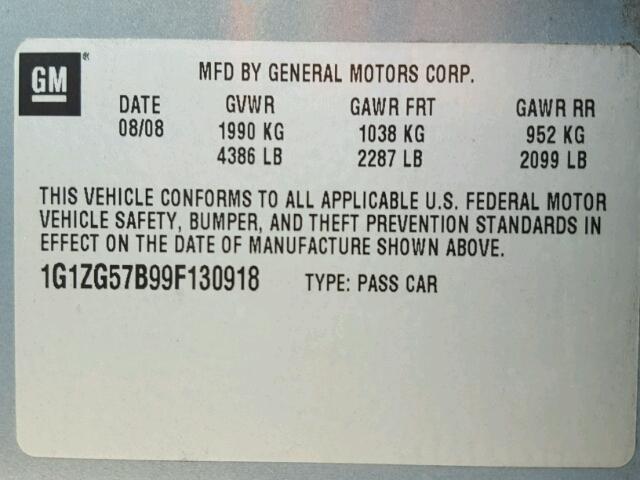 GM®
MFD BY GENERAL MOTORS CORP.
DATE GVWR GAWR FRT GAWR RR
08/08 1990 KG 1038 KG 952 KG
4386 LB 2287 LB 2099 LB
THIS VEHICLE CONFORMS TO ALL APPLICABLE U.S. FEDERAL MOTOR
VEHICLE SAFETY, BUMPER, AND THEFT PREVENTION STANDARDS IN
EFFECT ON THE DATE OF MANUFACTURE SHOWN ABOVE.
1G1ZG57B99F130918 TYPE: PASS CAR